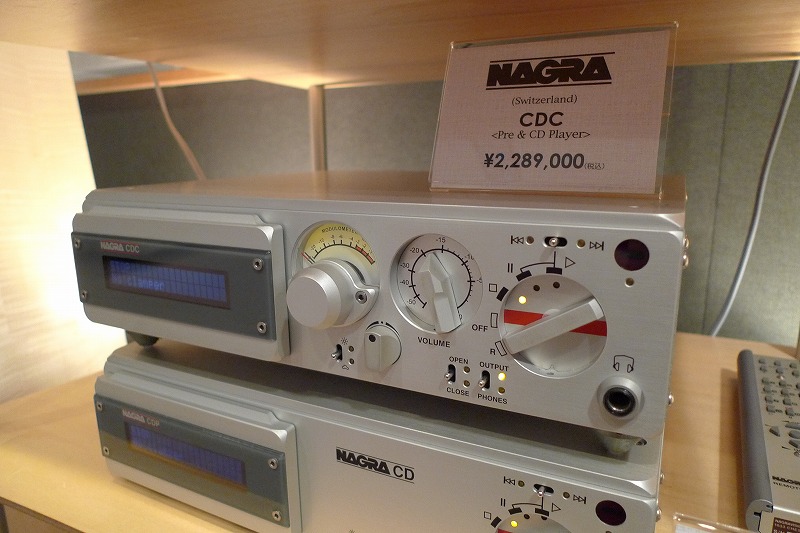 NAGRA
(Switzerland)
CDC
<Pre & CD Player>
¥2,289,000(税込)
NAGRA CDC
MODULOMETER
-15
-20
-30
-40
50
VOLUME
OFF
R
OPEN
CLOSE
OUTPUT
PHONES
NAGRA CDP
NAGRA CD
NAGRA